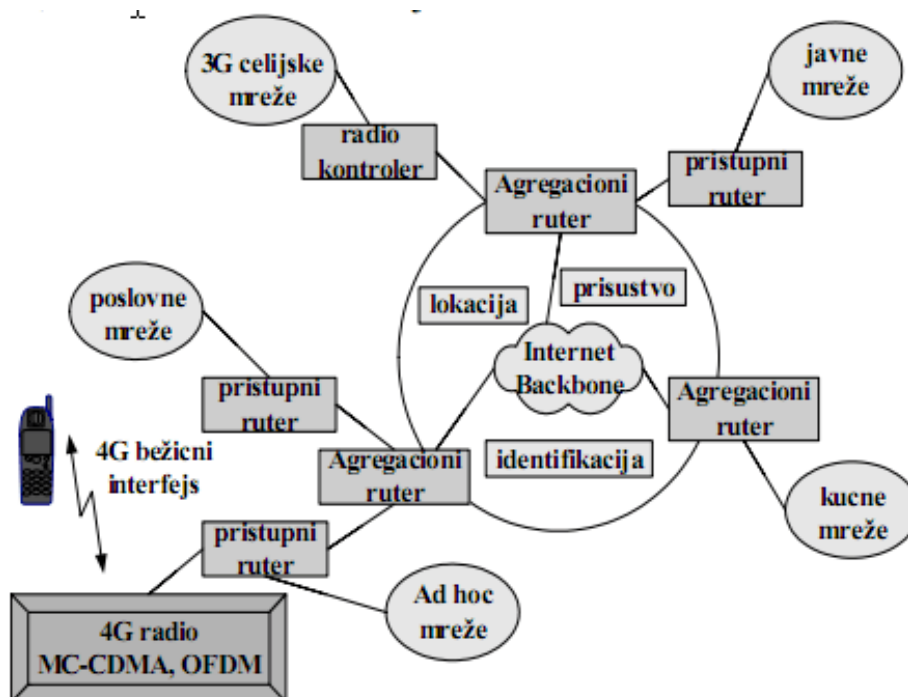 3G celijske
mreže
javne
mreže
radio
kontroler
pristupni
ruter
Agregacioni
ruter
lokacija
prisustvo
poslovne
mreže
Internet
Backbone
pristupni
ruter
Agregacioni
ruter
4G bežicni
interfejs
Agregacioni
ruter
identifikacija
kucne
mreže
pristupni
ruter
Ad hoc
mreže
4G radio
MC-CDMA, OFDM